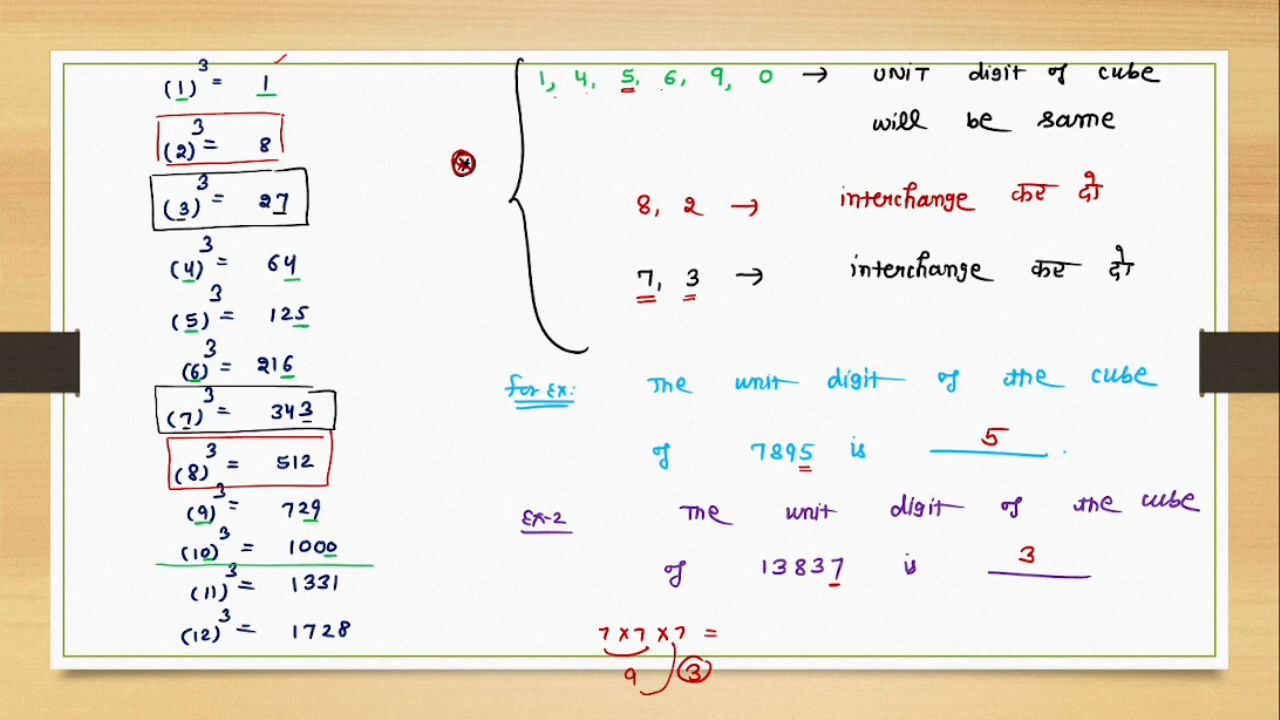 (1)³ = 1
(2)³ = 8
(3)³ = 27
(4)³ = 64
(5)³ = 125
(6)³ = 216
(7)³ = 343
(8)³ = 512
(9)³ = 729
(10)³ = 1000
(11)³ = 1331
(12)³ = 1728
*
1, 4, 5, 6, 9, 0 → UNIT digit of cube
will be same
8, 2 → interchange कर दो
7, 3 → interchange कर दो
for Ex: The unit digit of the cube
of 7895 is 5.
Ex-2 The unit digit of the cube
of 13837 is 3
7 × 7 × 7 =
9 3